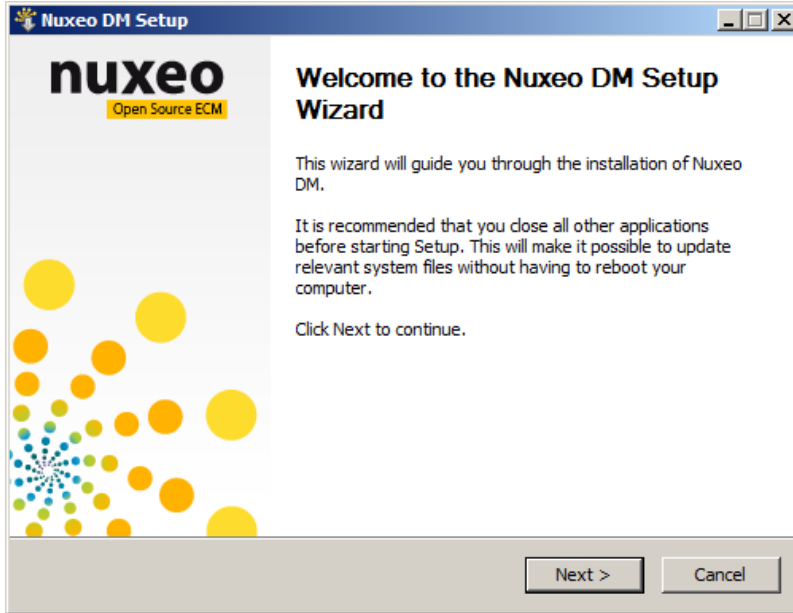 Nuxeo DM Setup
nuxeo
Open Source ECM
Welcome to the Nuxeo DM Setup
Wizard
This wizard will guide you through the installation of Nuxeo
DM.
It is recommended that you close all other applications
before starting Setup. This will make it possible to update
relevant system files without having to reboot your
computer.
Click Next to continue.
Next >
Cancel